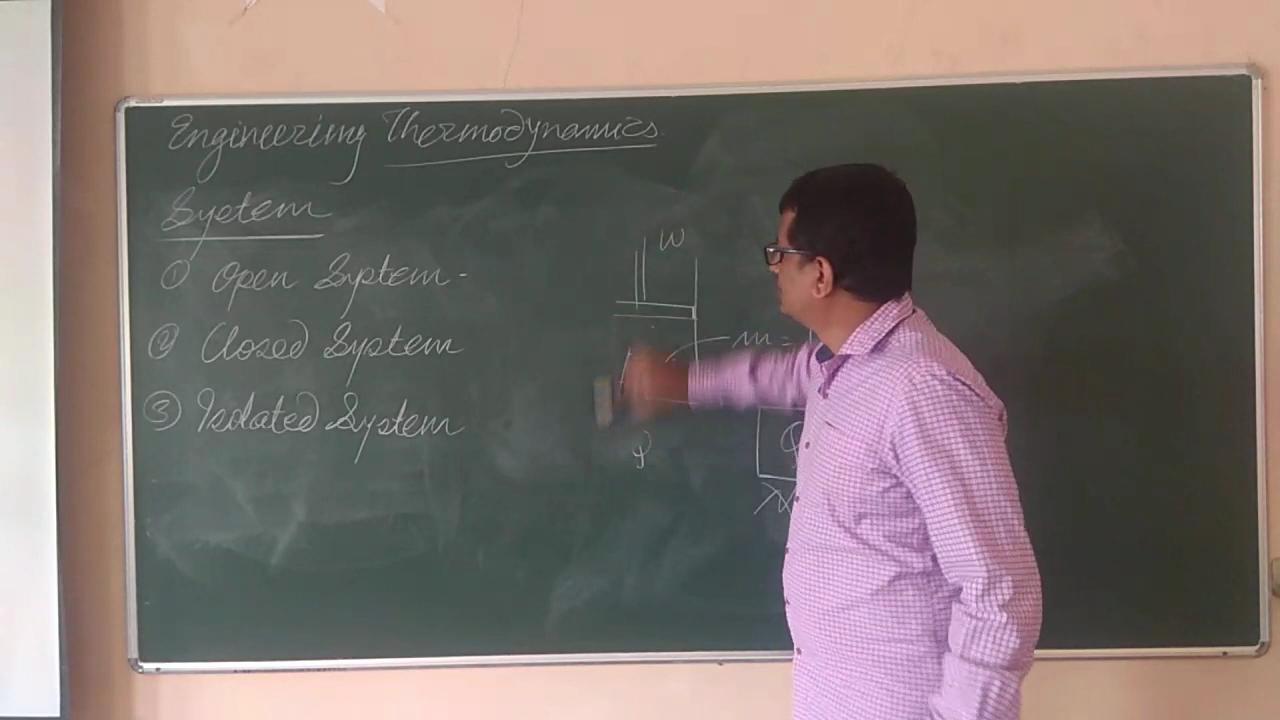 Engineering Thermodynamics
System
① Open System -
② Closed System
③ Isolated System
W
m =